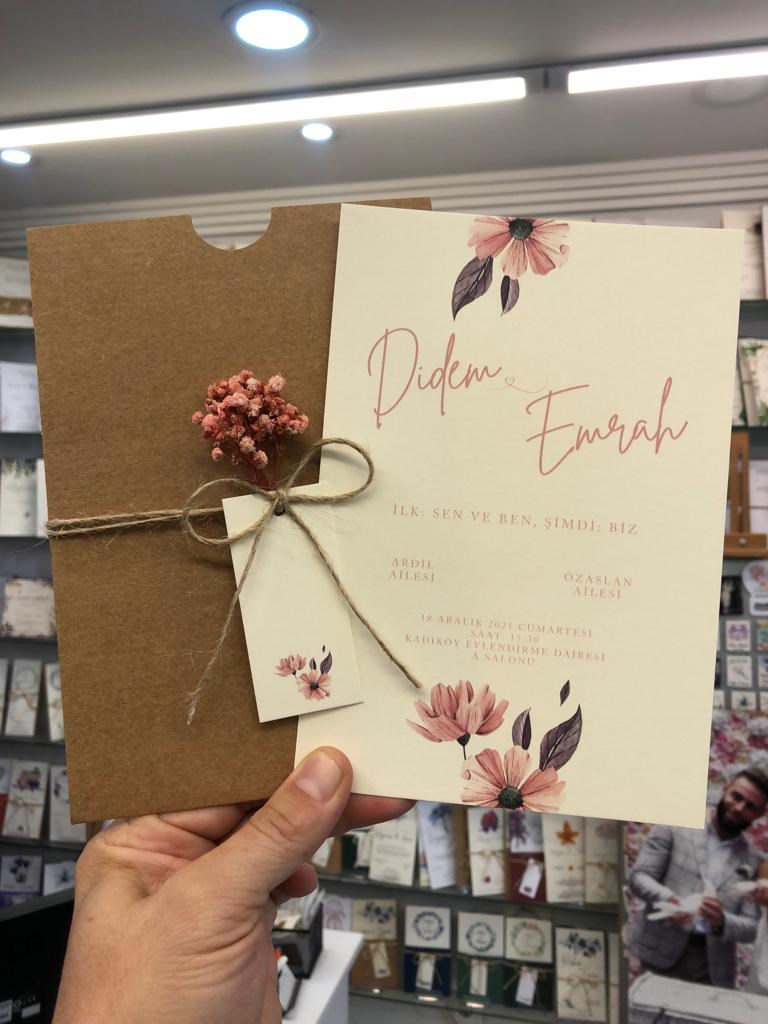 Didem
Emrah
İLK: SEN VE BEN, ŞİMDİ: BİZ
ARDIL
AİLESİ
ÖZASLAN
AİLESİ
18 ARALIK 2021 CUMARTESİ
SAAT 15:30
KADIKÖY EVLENDİRME DAİRESİ
A SALONU